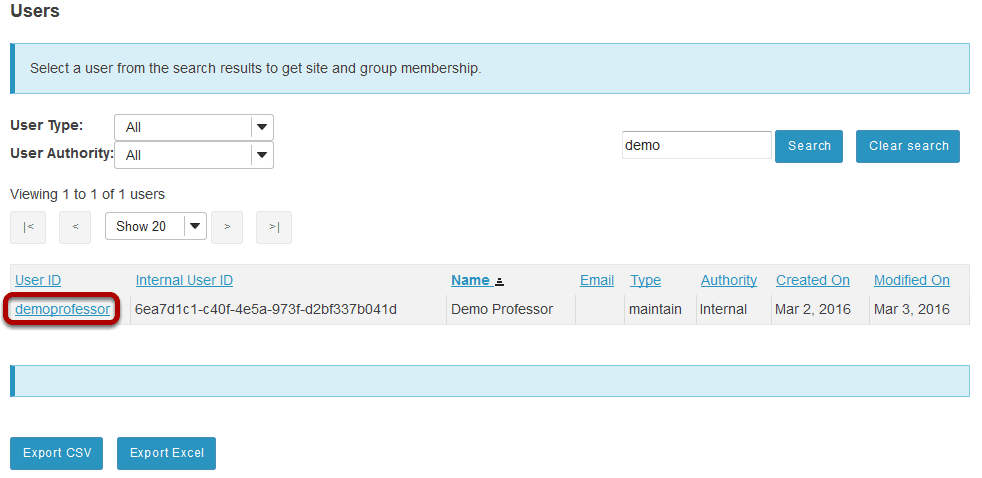 Users
Select a user from the search results to get site and group membership.
User Type: All
User Authority: All
demo Search Clear search
Viewing 1 to 1 of 1 users
|< < Show 20 > >|
User ID Internal User ID Name Email Type Authority Created On Modified On
demoprofessor 6ea7d1c1-c40f-4e5a-973f-d2bf337b041d Demo Professor maintain Internal Mar 2, 2016 Mar 3, 2016
Export CSV Export Excel